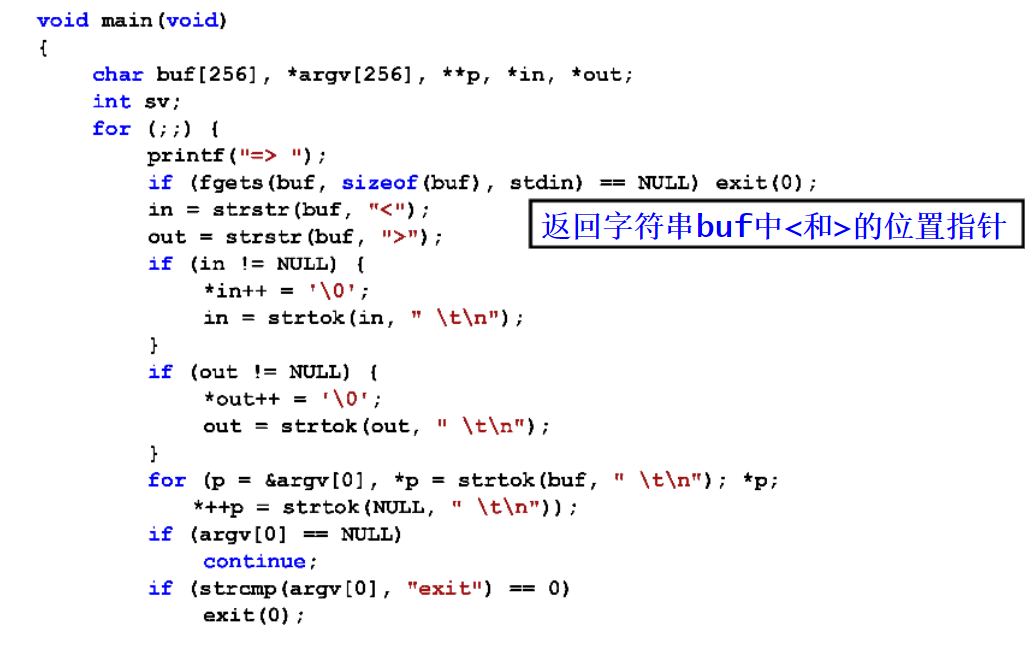 void main(void)
{
char buf[256], *argv[256], **p, *in, *out;
int sv;
for (;;) {
printf("=> ");
if (fgets(buf, sizeof(buf), stdin) == NULL) exit(0);
in = strstr(buf, "<");
out = strstr(buf, ">");
返回字符串buf中<和>的位置指针
if (in != NULL) {
*in++ = '\0';
in = strtok(in, " \t\n");
}
if (out != NULL) {
*out++ = '\0';
out = strtok(out, " \t\n");
}
for (p = &argv[0], *p = strtok(buf, " \t\n"); *p;
*++p = strtok(NULL, " \t\n"));
if (argv[0] == NULL)
continue;
if (strcmp(argv[0], "exit") == 0)
exit(0);